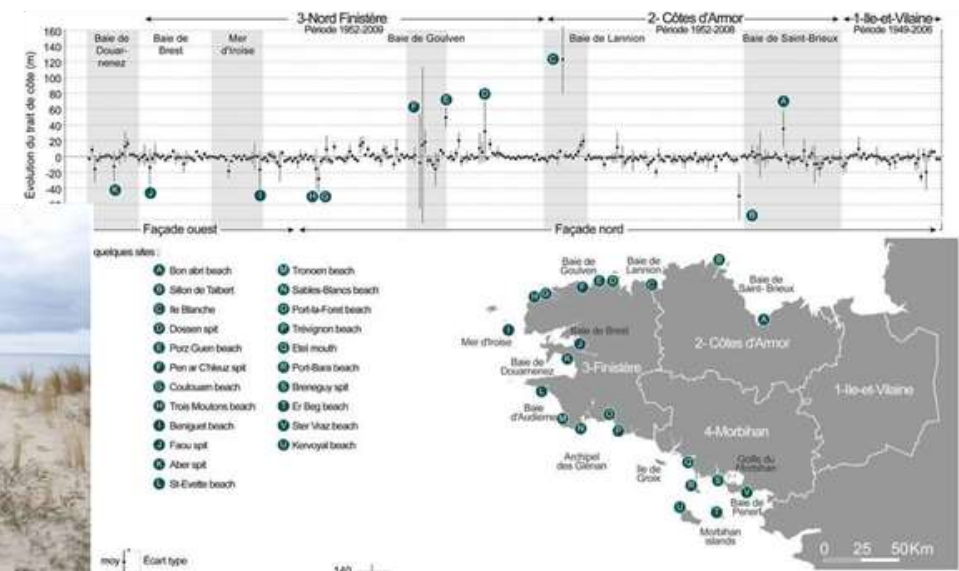 3-Nord Finistère
Période 1952-2009
2- Côtes d'Armor
Période 1952-2008
1-Ile-et-Vilaine
Période 1949-2006
Évolution du trait de côte (m)
160
140
120
100
80
60
40
20
0
-20
-40
Baie de
Douar-
nenez
Baie de
Brest
Mer
d'Iroise
Baie de Goulven
Baie de Lannion
Baie de Saint-Brieux
C
F
E
D
A
K
J
I
H G
B
Façade ouest
Façade nord
quelques sites :
A Bon abri beach
B Sillon de Talbert
C Ile Blanche
D Dossen spit
E Porz Guen beach
F Pen ar C'hleuz spit
G Coulouarn beach
H Trois Moutons beach
I Beniguet beach
J Faou spit
K Aber spit
L St-Evette beach
M Tronoen beach
N Sables-Blancs beach
O Port-la-Foret beach
P Trévignon beach
Q Etel mouth
R Port-Bara beach
S Breneguy spit
T Er Beg beach
V Ster Vraz beach
U Kervoyal beach
Baie de
Goulven
Baie de
Lannion
Baie de
Saint- Brieux
Mer d'Iroise
Baie de Brest
Baie de
Douarnenez
3-Finistère
2- Côtes d'Armor
1-Ile-et-Vilaine
Baie
d'Audierne
4-Morbihan
Archipel
des Glénan
Ile de
Groix
Golfe du
Morbihan
Baie de
Penerf
Morbihan
islands
0 25 50Km
moy
Écart type
140